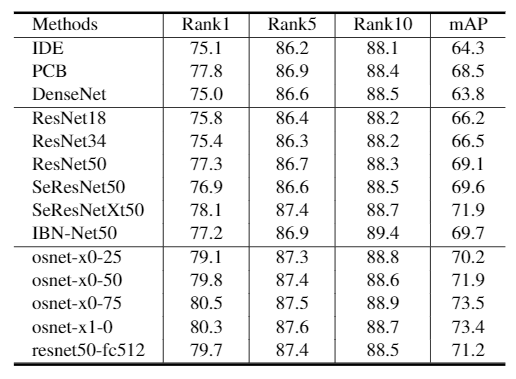 Methods Rank1 Rank5 Rank10 mAP
IDE 75.1 86.2 88.1 64.3
PCB 77.8 86.9 88.4 68.5
DenseNet 75.0 86.6 88.5 63.8
ResNet18 75.8 86.4 88.2 66.2
ResNet34 75.4 86.3 88.2 66.5
ResNet50 77.3 86.7 88.3 69.1
SeResNet50 76.9 86.6 88.5 69.6
SeResNetXt50 78.1 87.4 88.7 71.9
IBN-Net50 77.2 86.9 89.4 69.7
osnet-x0-25 79.1 87.3 88.8 70.2
osnet-x0-50 79.8 87.4 88.6 71.9
osnet-x0-75 80.5 87.5 88.9 73.5
osnet-x1-0 80.3 87.6 88.7 73.4
resnet50-fc512 79.7 87.4 88.5 71.2